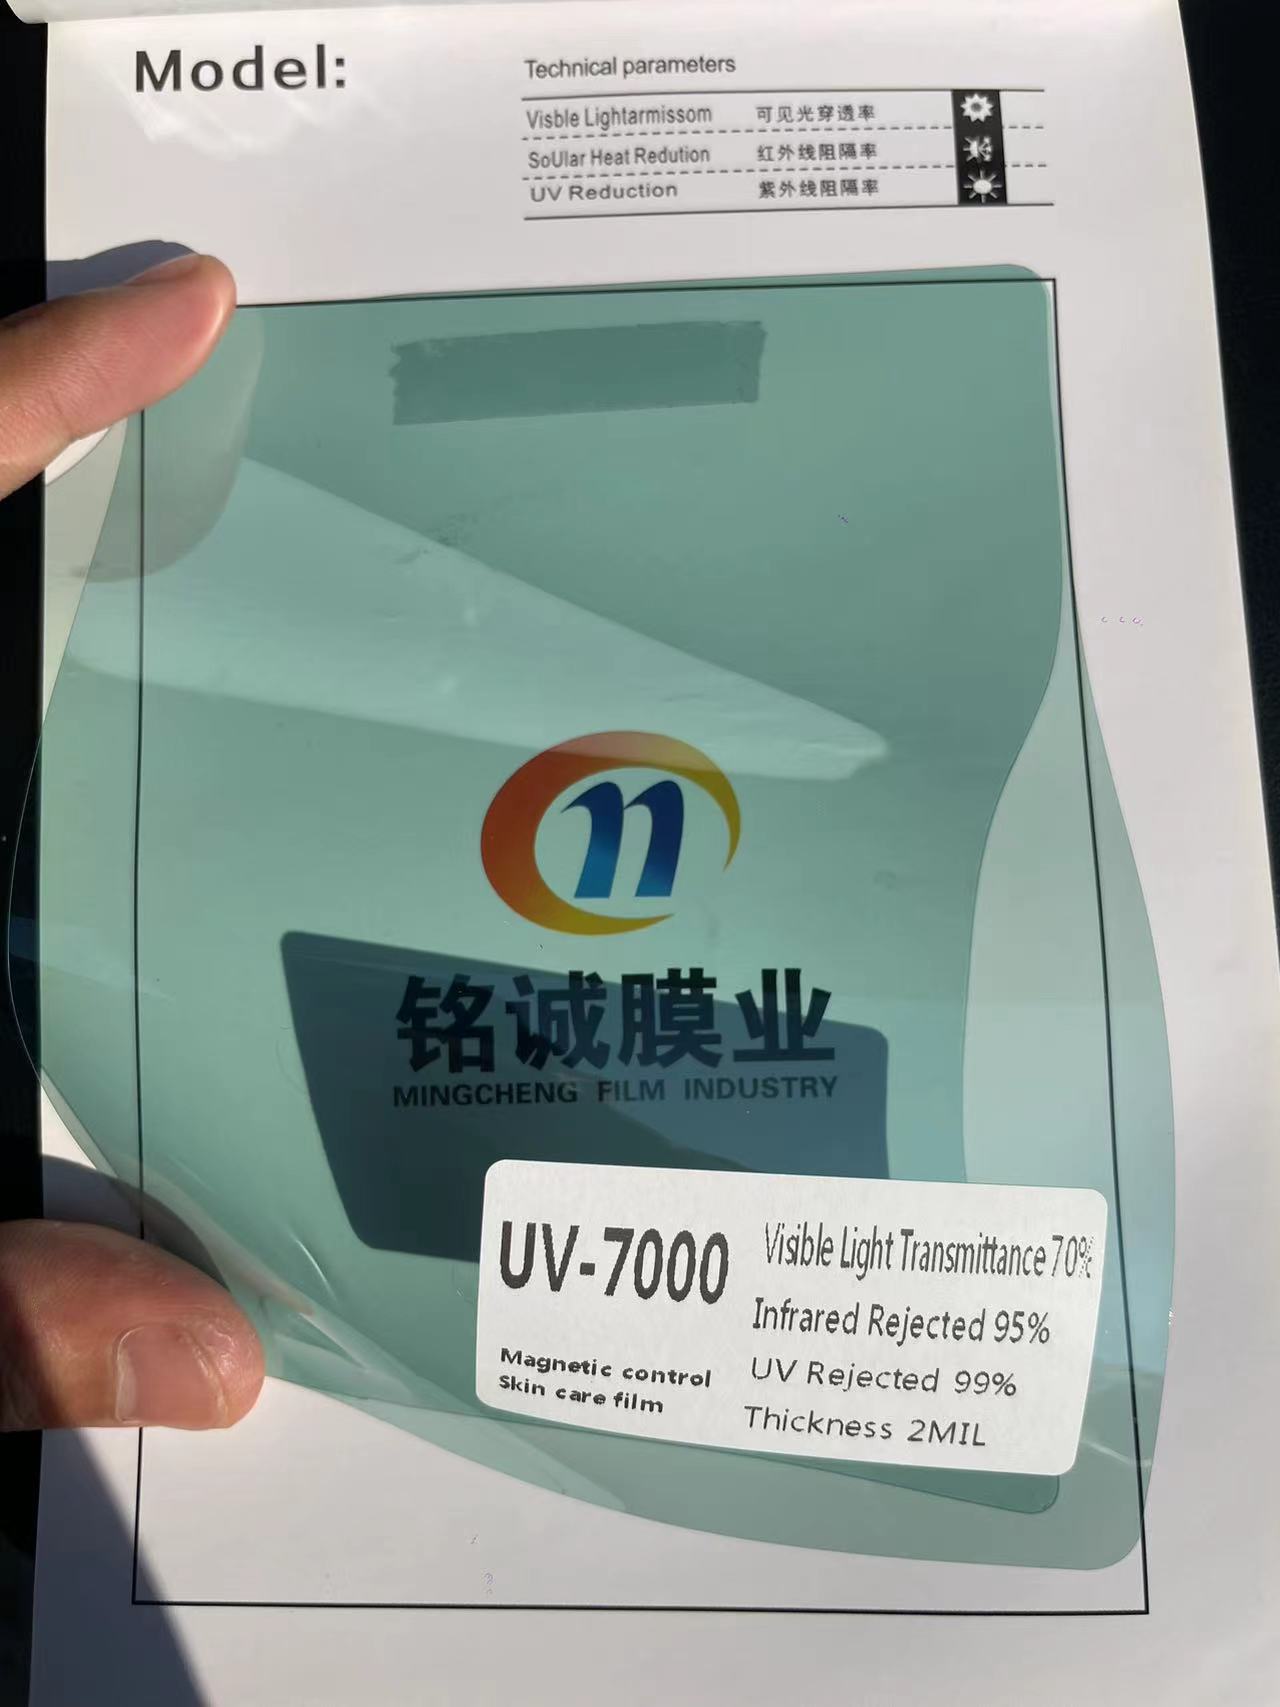 Model:
Technical parameters
Visble Lightarmissom 可见光穿透率
SoUlar Heat Redution 红外线阻隔率
UV Reduction 紫外线阻隔率
铭诚膜业
MINGCHENG FILM INDUSTRY
UV-7000
Magnetic control
Skin care film
Visible Light Transmittance 70%
Infrared Rejected 95%
UV Rejected 99%
Thickness 2MIL